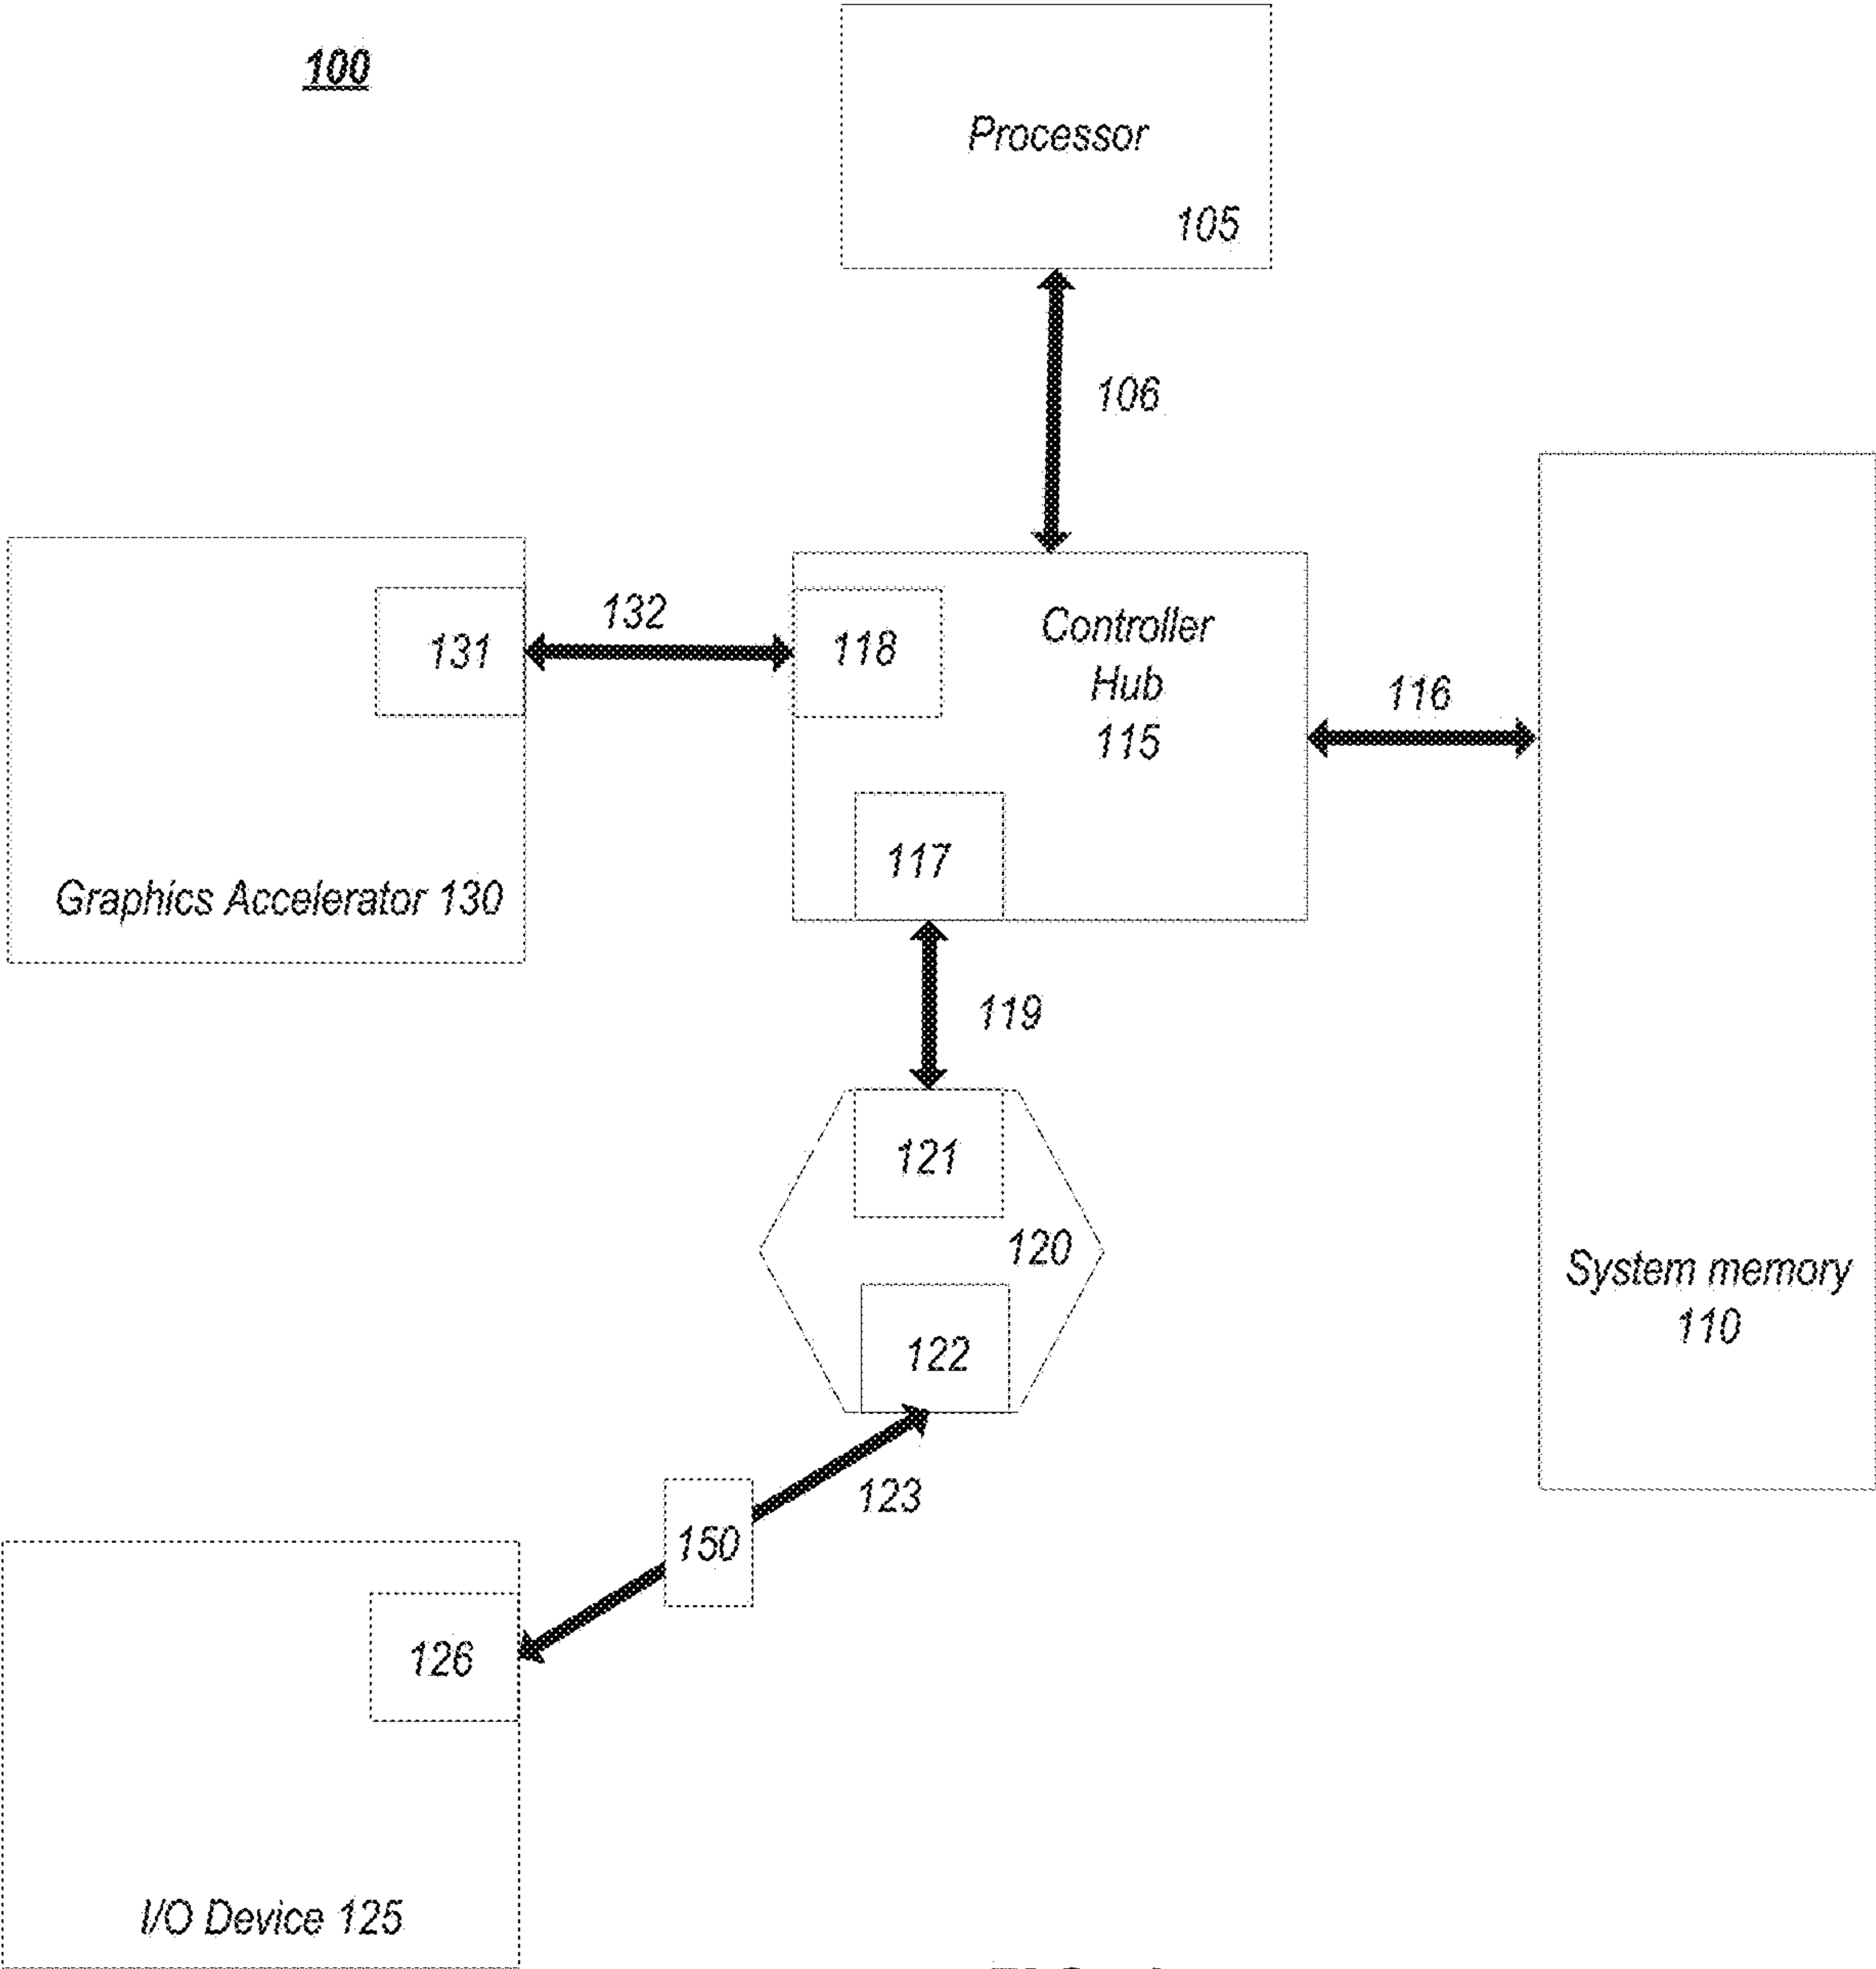 100
Processor
105
106
131
132
118
Controller
Hub
115
116
117
Graphics Accelerator 130
119
121
120
System memory
110
122
123
150
126
I/O Device 125